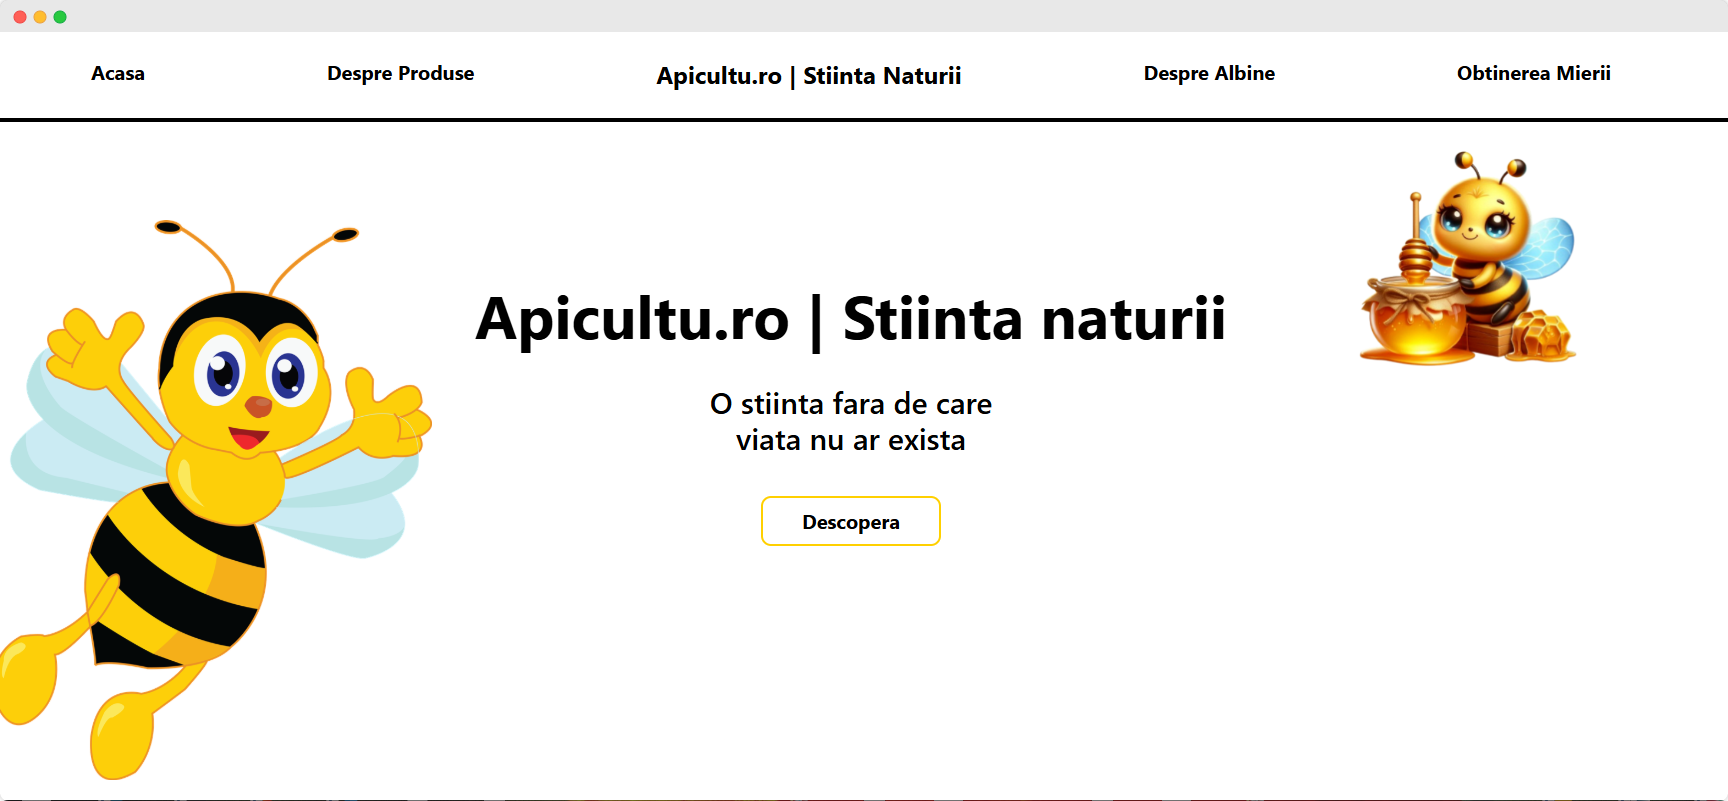 Acasa
Despre Produse
Apicultu.ro | Stiinta Naturii
Despre Albine
Obtinerea Mierii
Apicultu.ro | Stiinta naturii
O stiinta fara de care
viata nu ar exista
Descopera